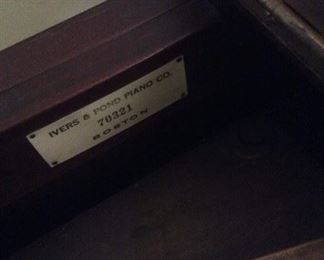 IVERS & POND PIANO CO.
70321
BOSTON